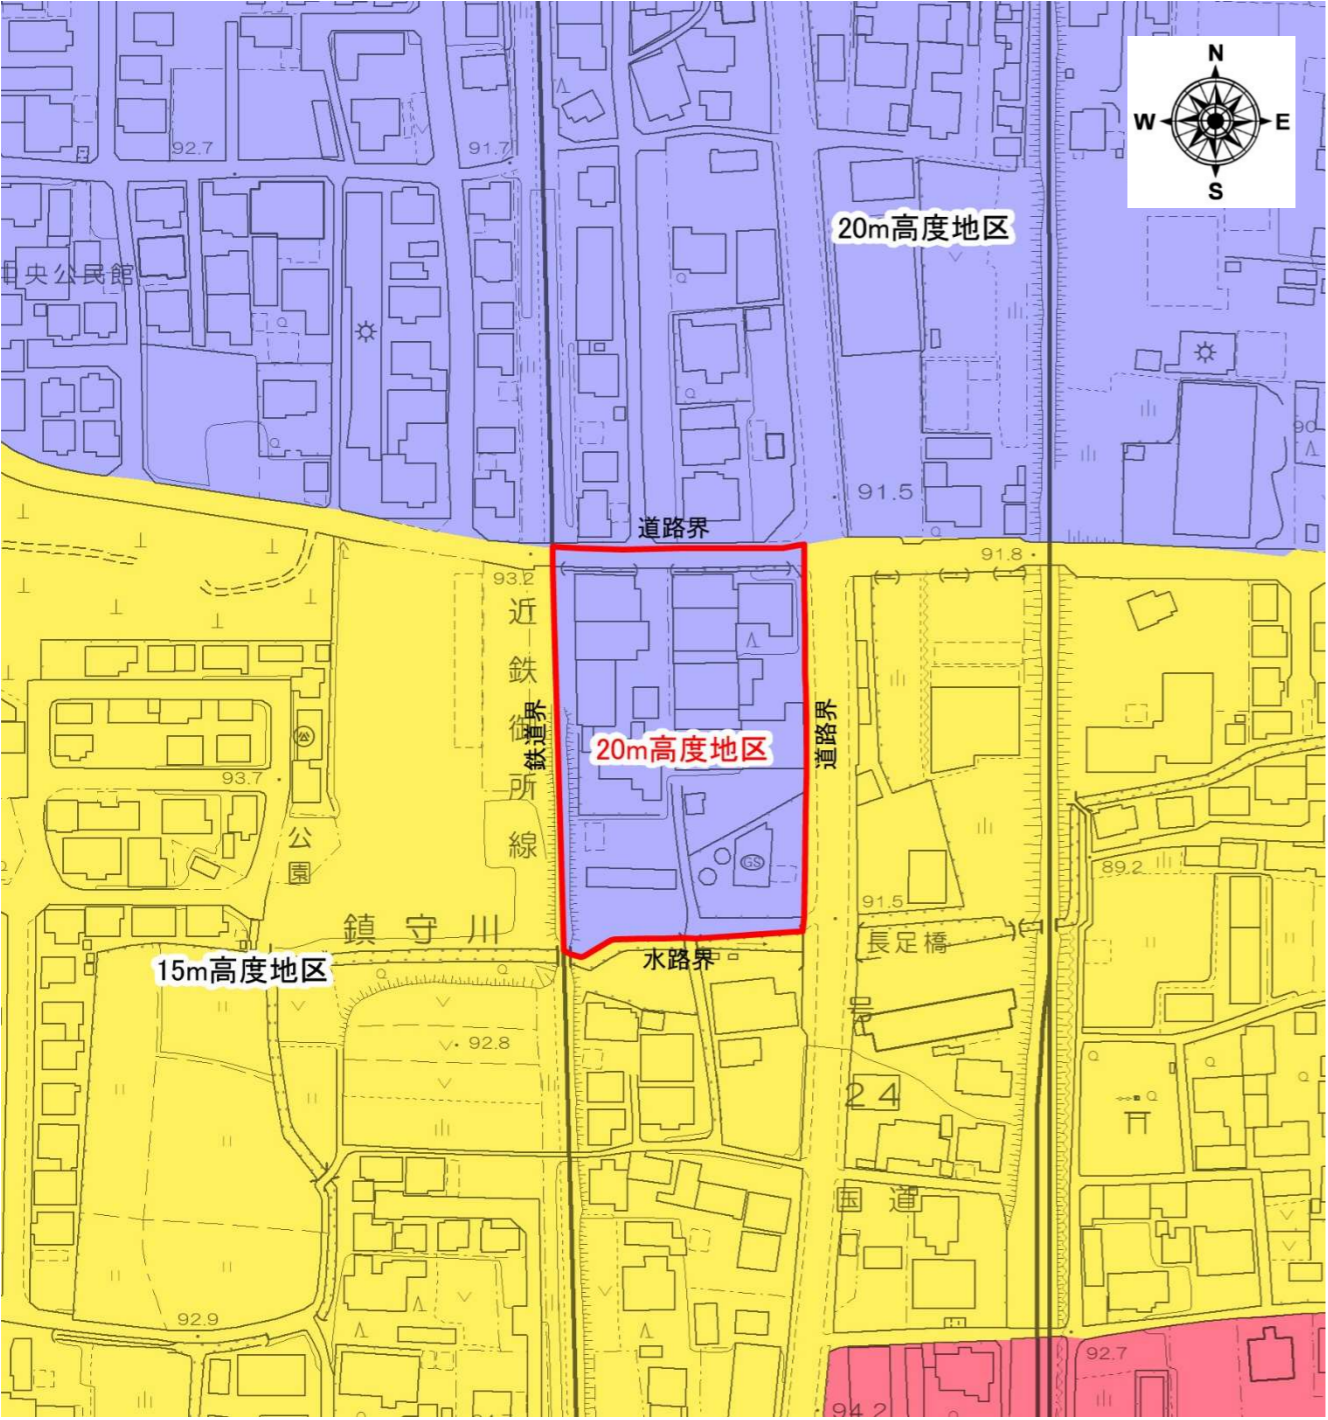 N
W E
S
92.7
91.7
20m高度地区
中央公民館
90
91.5
道路界
91.8
93.2
近鉄御所線
鉄道界
道路界
20m高度地区
93.7
公園
GS
89.2
91.5
鎮守川
長足橋
水路界
15m高度地区
号
92.8
24
国道
92.9
92.7
94.2